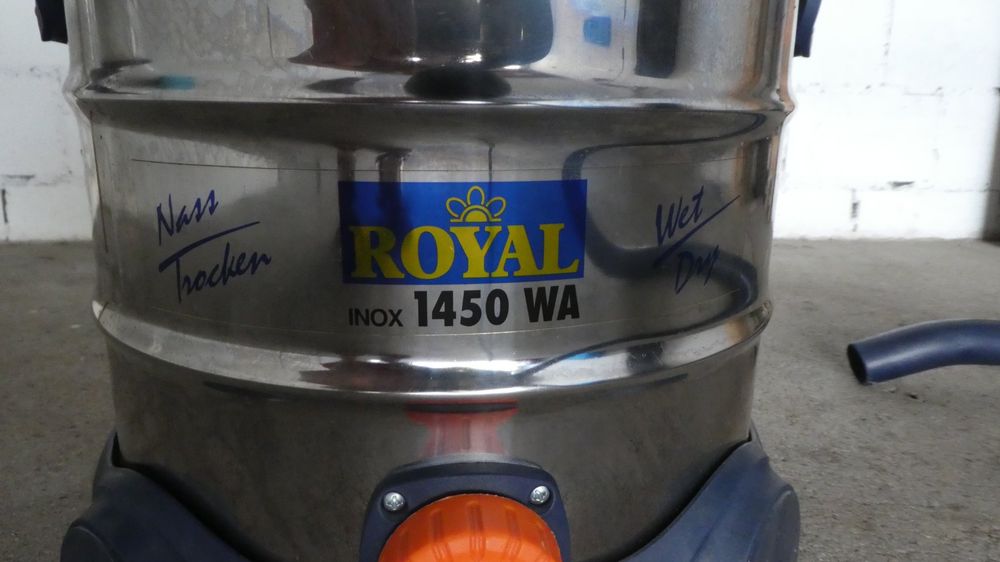 Nass
Trocken
ROYAL
INOX 1450 WA
Wet
Dry